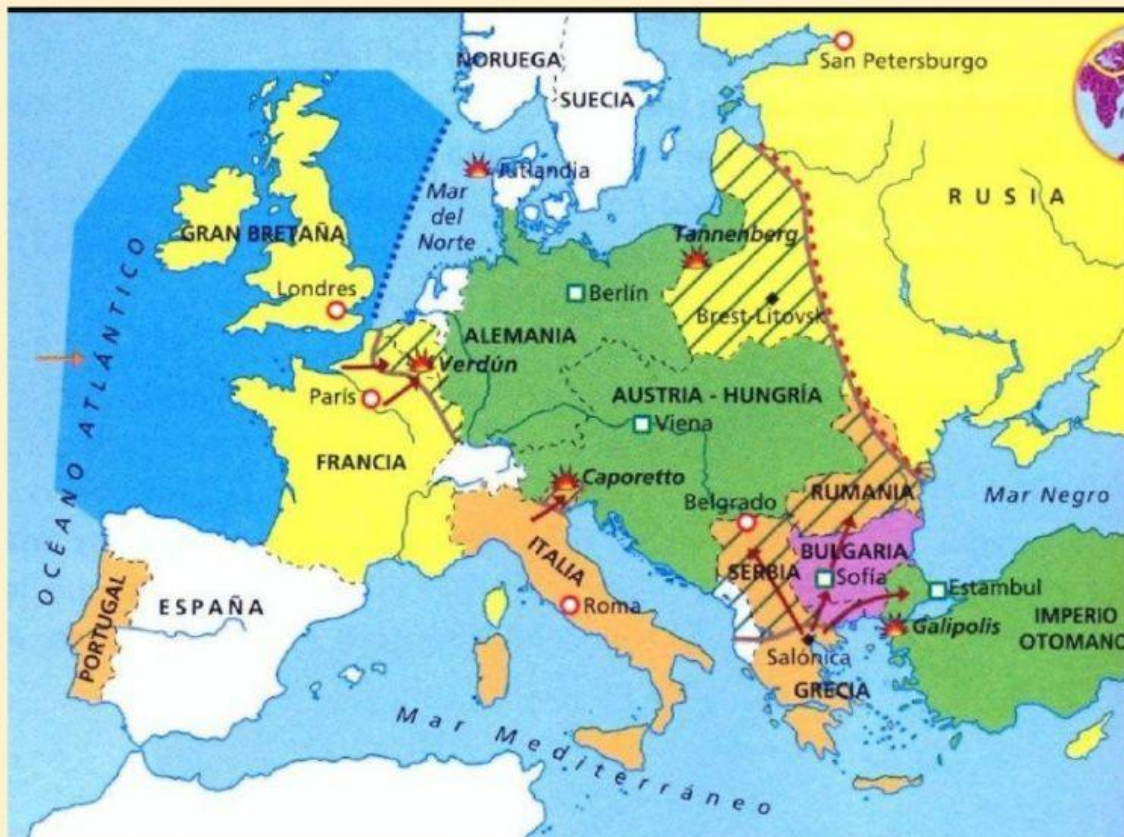 NORUEGA
SUECIA
San Petersburgo
RUSIA
Jutlandia
Mar
del
Norte
GRAN BRETAÑA
Londres
Tannenberg
Berlín
Brest-Litovsk
ALEMANIA
Verdún
París
AUSTRIA - HUNGRÍA
Viena
OCÉANO ATLÁNTICO
FRANCIA
Caporetto
Belgrado
RUMANIA
Mar Negro
ITALIA
BULGARIA
SERBIA
Sofía
Estambul
ESPAÑA
PORTUGAL
Roma
Galipolis
IMPERIO
OTOMANO
Salónica
GRECIA
Mar Mediterráneo